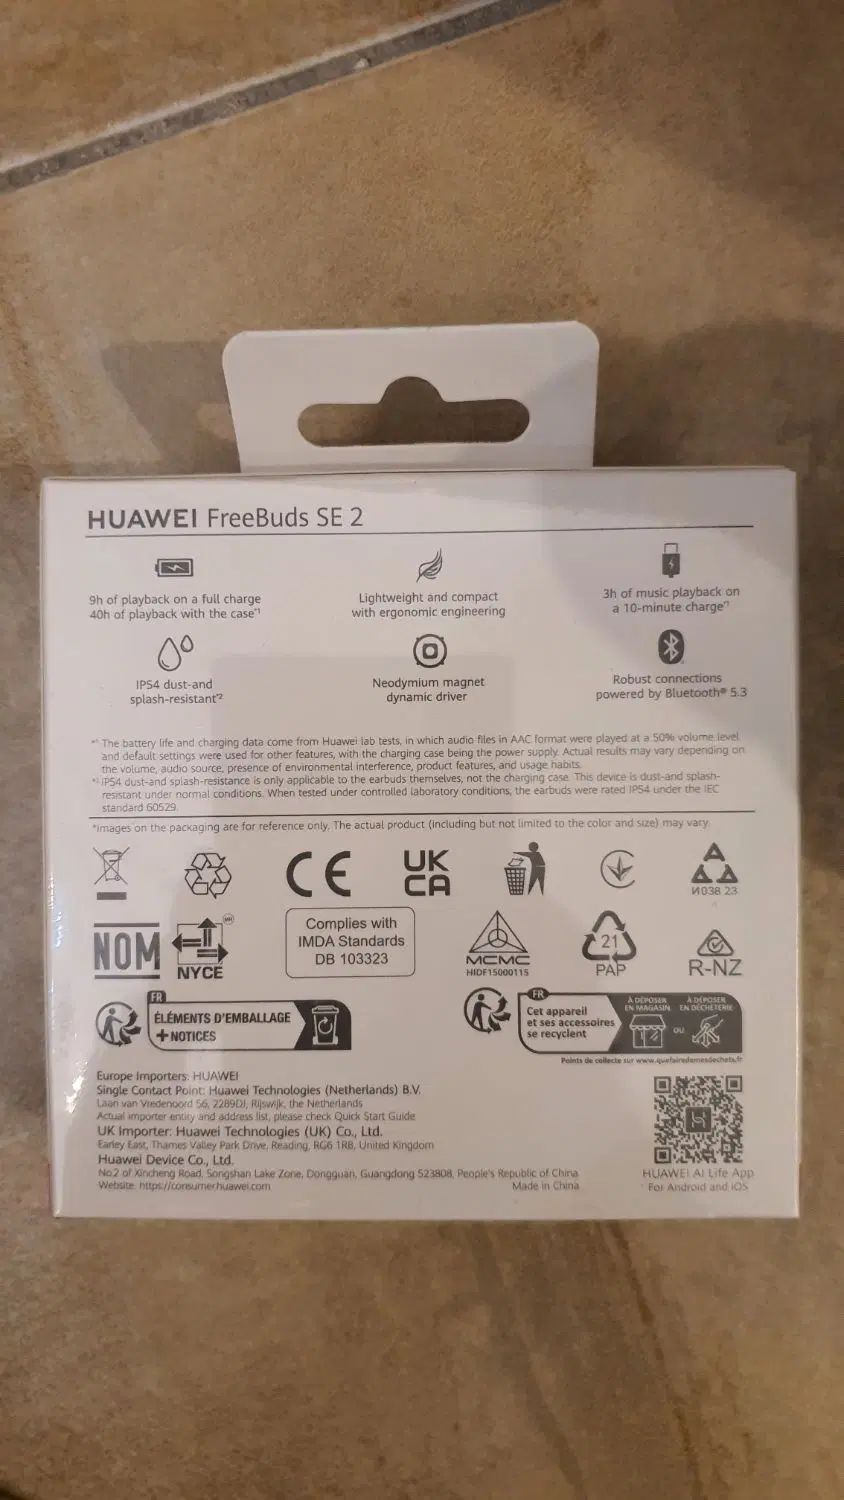 HUAWEI FreeBuds SE 2
9h of playback on a full charge
40h of playback with the case*1
Lightweight and compact
with ergonomic engineering
3h of music playback on
a 10-minute charge*1
IP54 dust-and
splash-resistant*2
Neodymium magnet
dynamic driver
Robust connections
powered by Bluetooth® 5.3
*1 The battery life and charging data come from Huawei lab tests, in which audio files in AAC format were played at a 50% volume level
and default settings were used for other features, with the charging case being the power supply. Actual results may vary depending on
the volume, audio source, presence of environmental interference, product features, and usage habits.
*2 IP54 dust-and splash-resistance is only applicable to the earbuds themselves, not the charging case. This device is dust-and splash-
resistant under normal conditions. When tested under controlled laboratory conditions, the earbuds were rated IP54 under the IEC
standard 60529.
*Images on the packaging are for reference only. The actual product (including but not limited to the color and size) may vary.
CE
UK
CA
И038 23
NOM
NYCE
MR
Complies with
IMDA Standards
DB 103323
MCMC
HIDF15000115
21
PAP
R-NZ
FR
ÉLÉMENTS D'EMBALLAGE
+NOTICES
FR
Cet appareil
et ses accessoires
se recyclent
À DÉPOSER
EN MAGASIN
OU
À DÉPOSER
EN DÉCHÈTERIE
Points de collecte sur www.quefairedemesdechets.fr
Europe Importers: HUAWEI
Single Contact Point: Huawei Technologies (Netherlands) B.V.
Laan van Vredenoord 56, 2289DJ, Rijswijk, the Netherlands
Actual importer entity and address list, please check Quick Start Guide
UK Importer: Huawei Technologies (UK) Co., Ltd.
Earley East, Thames Valley Park Drive, Reading, RG6 1RB, United Kingdom
Huawei Device Co., Ltd.
No.2 of Xincheng Road, Songshan Lake Zone, Dongguan, Guangdong 523808, People's Republic of China
Website: https://consumer.huawei.com
Made in China
HUAWEI AI Life App
For Android and iOS